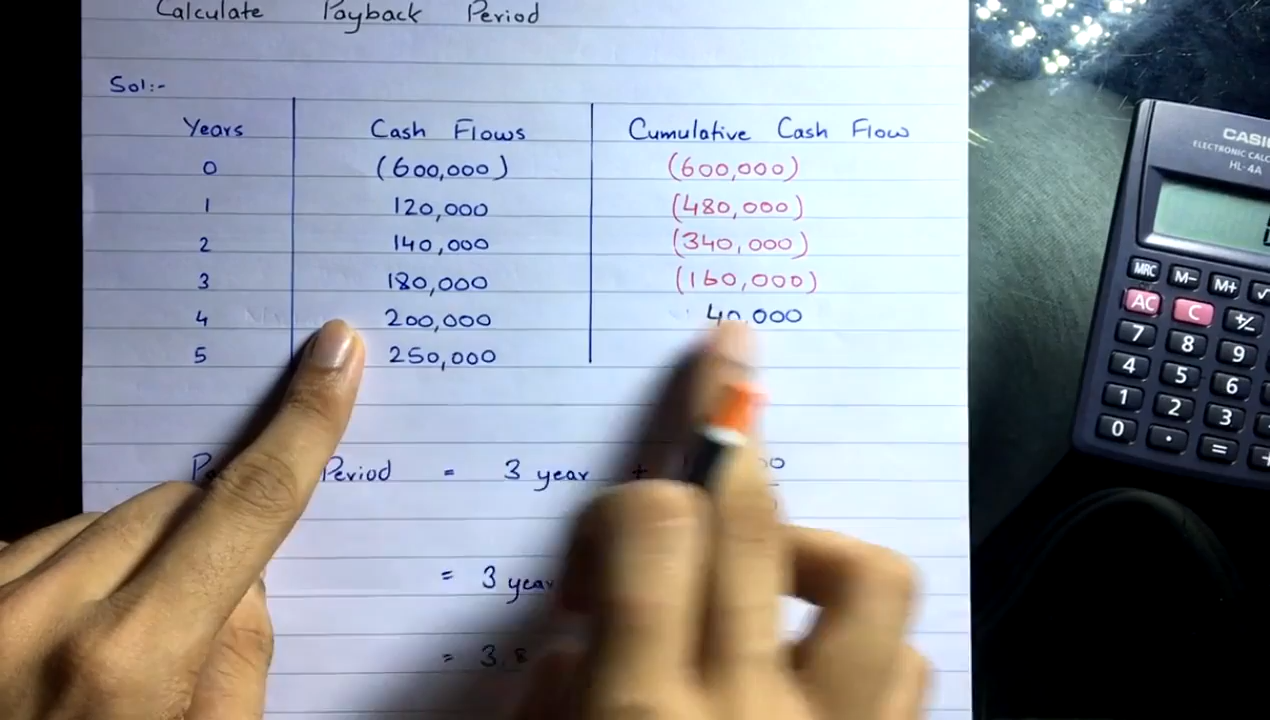 Calculate Payback Period
Sol:-
Years Cash Flows Cumulative Cash Flow
0 (600,000) (600,000)
1 120,000 (480,000)
2 140,000 (340,000)
3 180,000 (160,000)
4 200,000 40,000
5 250,000
Period = 3 year +
= 3 year
= 3.8
CASIO
ELECTRONIC CALC
HL-4A
MRC M- M+ √
AC C +/-
7 8 9
4 5 6
1 2 3
0 . = +